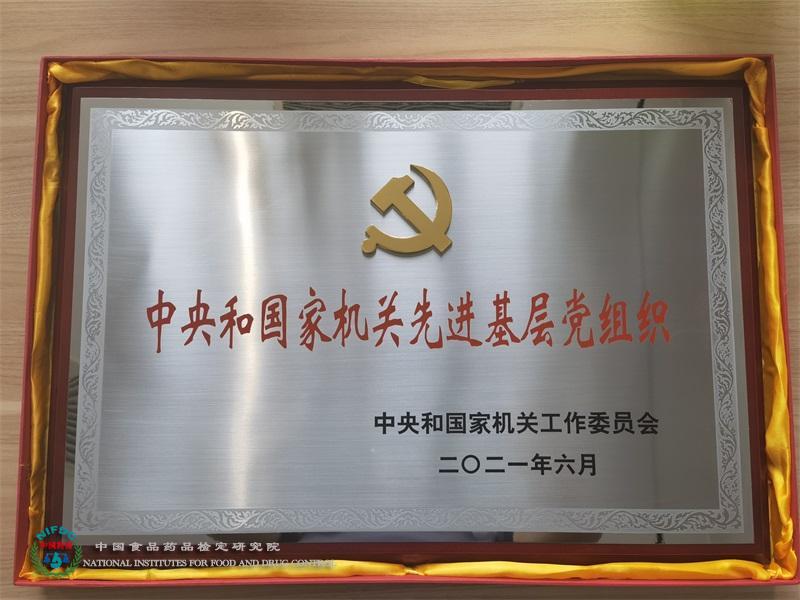 中央和国家机关先进基层党组织
中央和国家机关工作委员会
二〇二一年六月
NIFDC
中国食品药品检定研究院
NATIONAL INSTITUTES FOR FOOD AND DRUG CONTROL